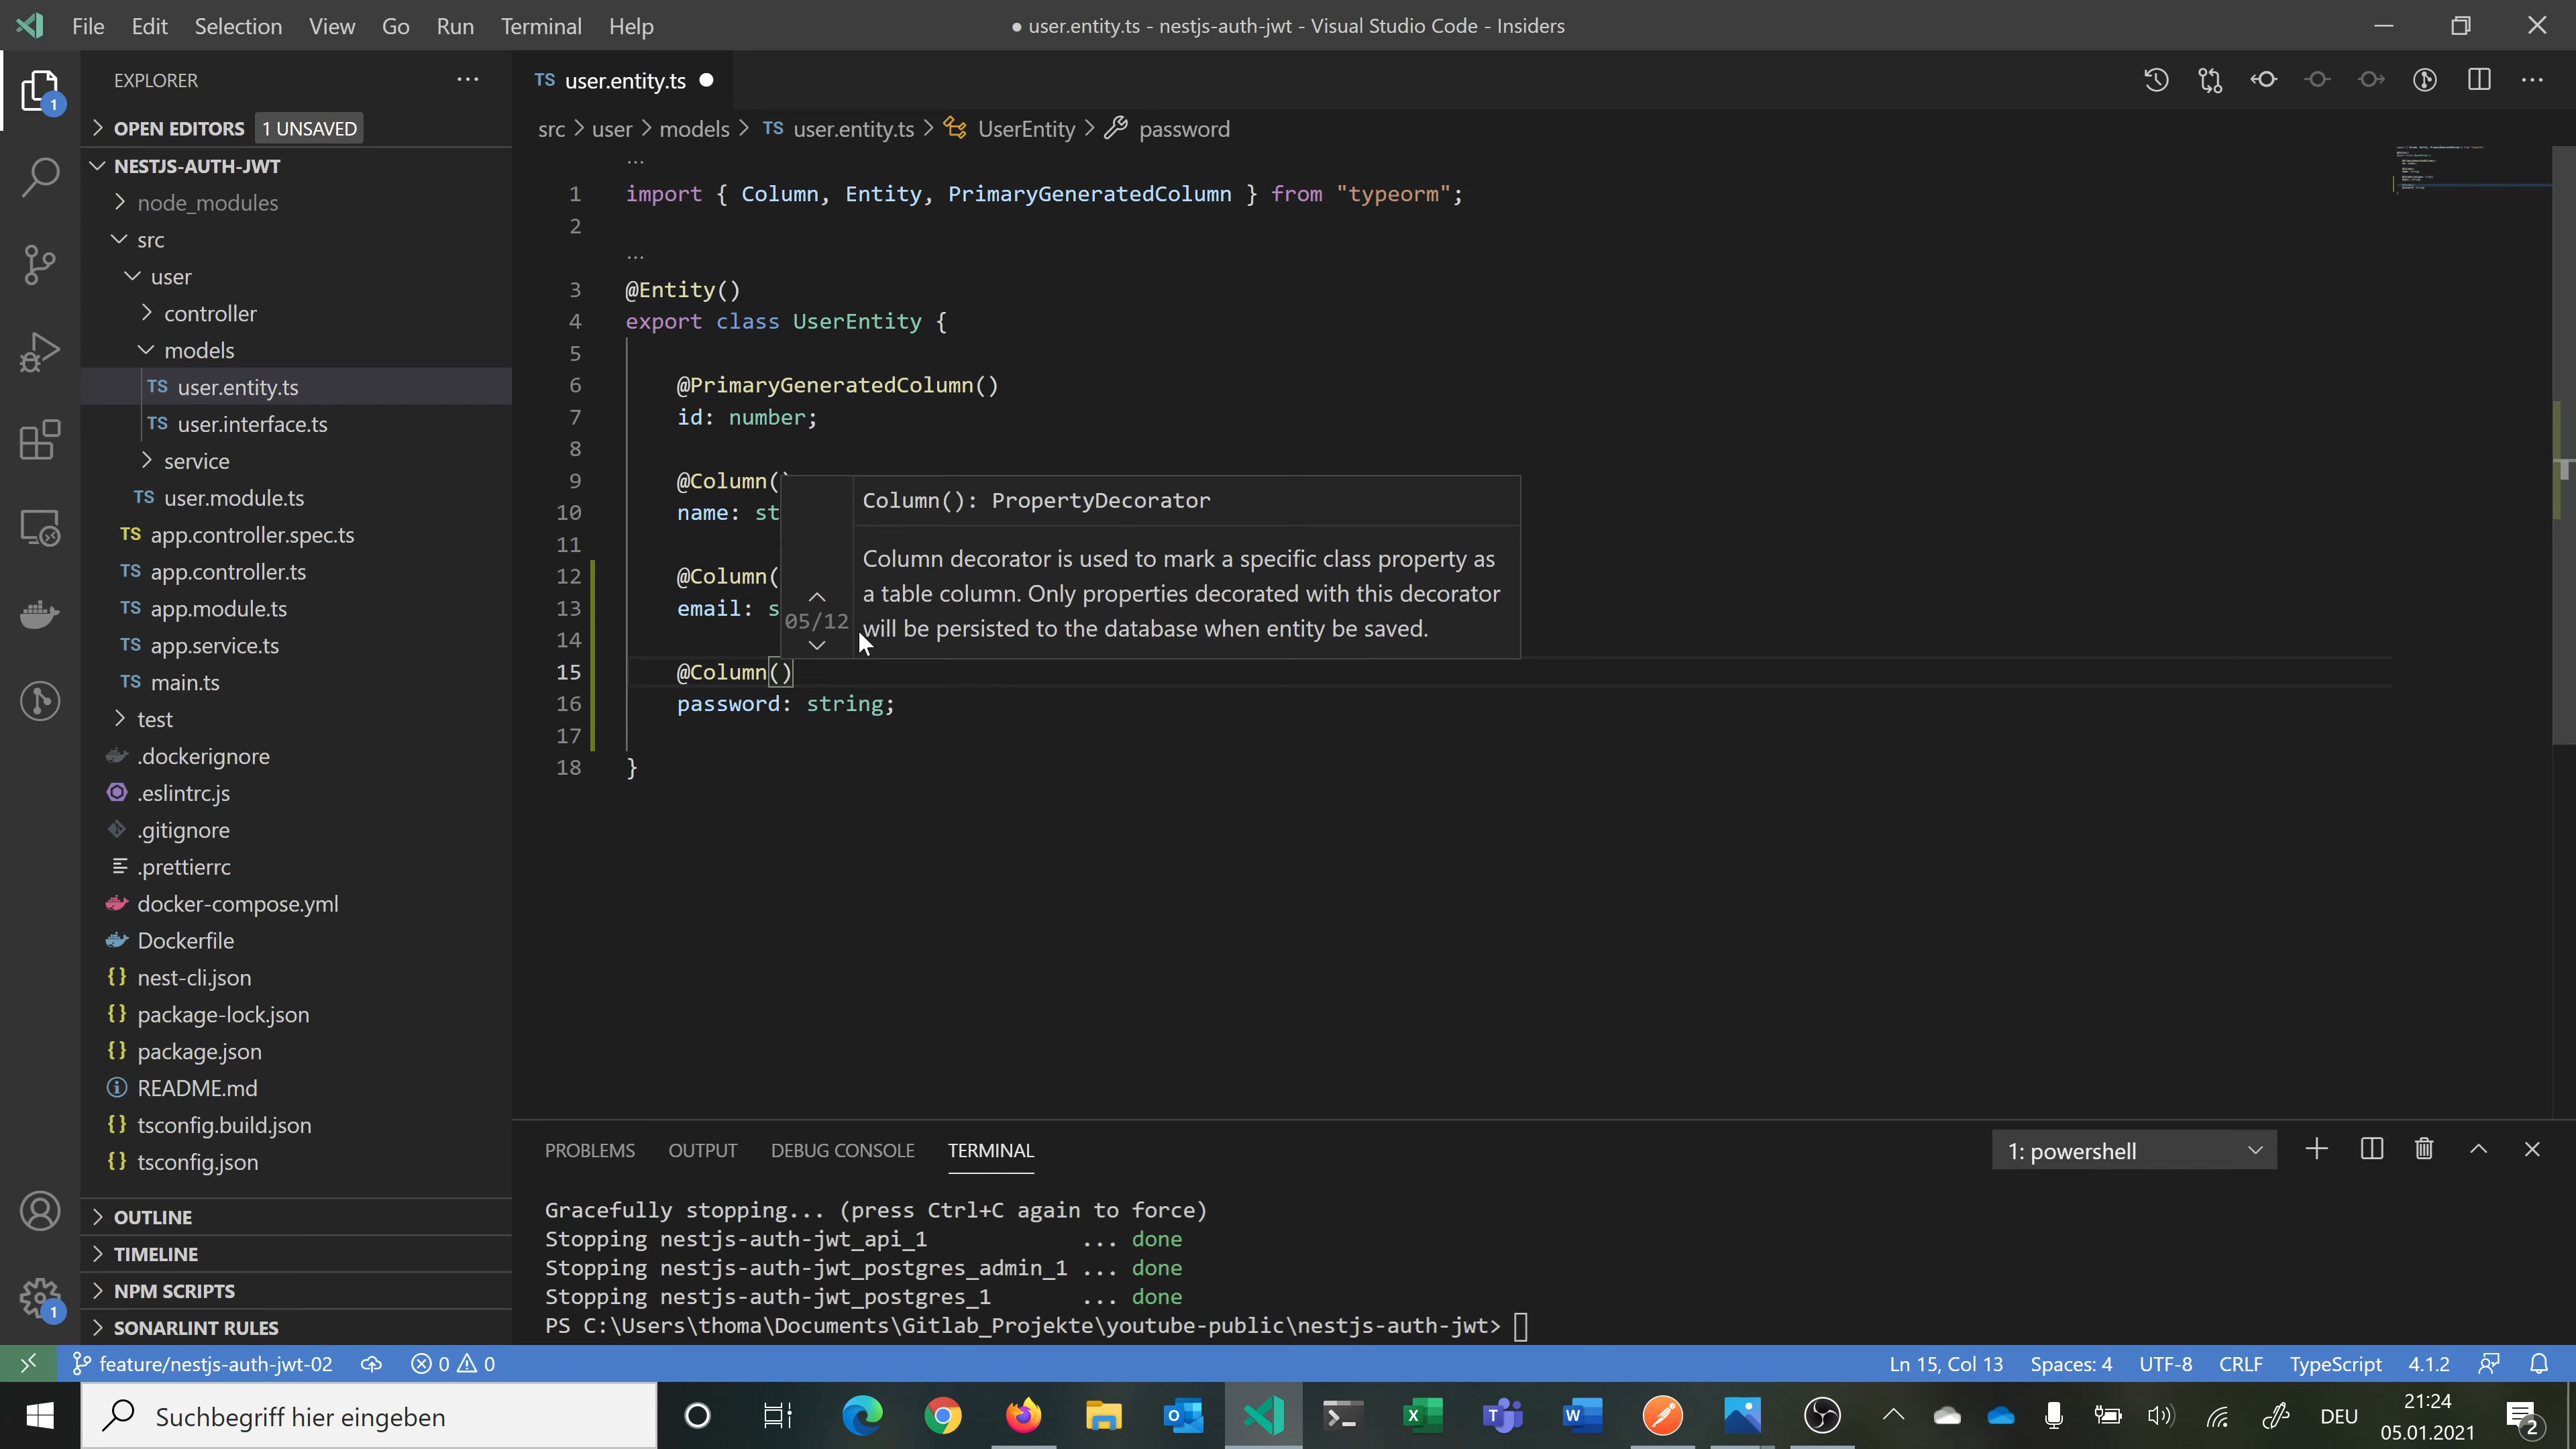 File Edit Selection View Go Run Terminal Help
● user.entity.ts - nestjs-auth-jwt - Visual Studio Code - Insiders
EXPLORER
1
OPEN EDITORS 1 UNSAVED
NESTJS-AUTH-JWT
node_modules
src
user
controller
models
TS user.entity.ts
TS user.interface.ts
service
TS user.module.ts
TS app.controller.spec.ts
TS app.controller.ts
TS app.module.ts
TS app.service.ts
TS main.ts
test
.dockerignore
.eslintrc.js
.gitignore
.prettierrc
docker-compose.yml
Dockerfile
{} nest-cli.json
{} package-lock.json
{} package.json
README.md
{} tsconfig.build.json
{} tsconfig.json
OUTLINE
TIMELINE
NPM SCRIPTS
SONARLINT RULES
1
TS user.entity.ts ●
src > user > models > TS user.entity.ts > UserEntity > password
...
1 import { Column, Entity, PrimaryGeneratedColumn } from "typeorm";
2
...
3 @Entity()
4 export class UserEntity {
5
6 @PrimaryGeneratedColumn()
7 id: number;
8
9 @Column()
10 name: st
11
12 @Column(
13 email: s
14
15 @Column()
16 password: string;
17
18 }
Column(): PropertyDecorator
05/12
Column decorator is used to mark a specific class property as
a table column. Only properties decorated with this decorator
will be persisted to the database when entity be saved.
PROBLEMS OUTPUT DEBUG CONSOLE TERMINAL
1: powershell
Gracefully stopping... (press Ctrl+C again to force)
Stopping nestjs-auth-jwt_api_1 ... done
Stopping nestjs-auth-jwt_postgres_admin_1 ... done
Stopping nestjs-auth-jwt_postgres_1 ... done
PS C:\Users\thoma\Documents\Gitlab_Projekte\youtube-public\nestjs-auth-jwt>
feature/nestjs-auth-jwt-02 0 0
Ln 15, Col 13 Spaces: 4 UTF-8 CRLF TypeScript 4.1.2
Suchbegriff hier eingeben
DEU
21:24
05.01.2021
2